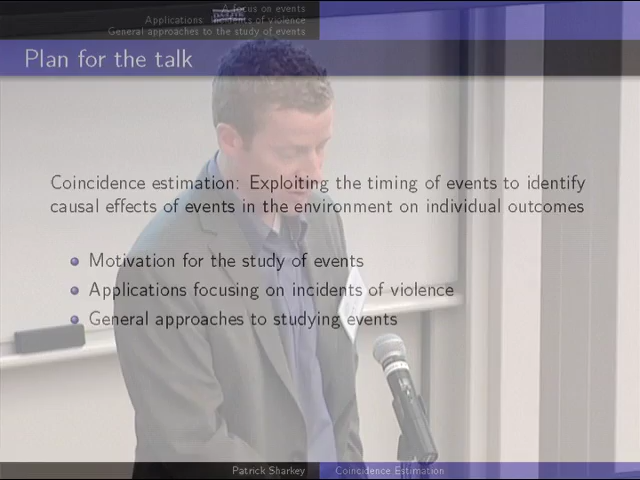 A focus on events
Applications: Incidents of violence
General approaches to the study of events
Plan for the talk
Coincidence estimation: Exploiting the timing of events to identify
causal effects of events in the environment on individual outcomes
Motivation for the study of events
Applications focusing on incidents of violence
General approaches to studying events
Patrick Sharkey
Coincidence Estimation